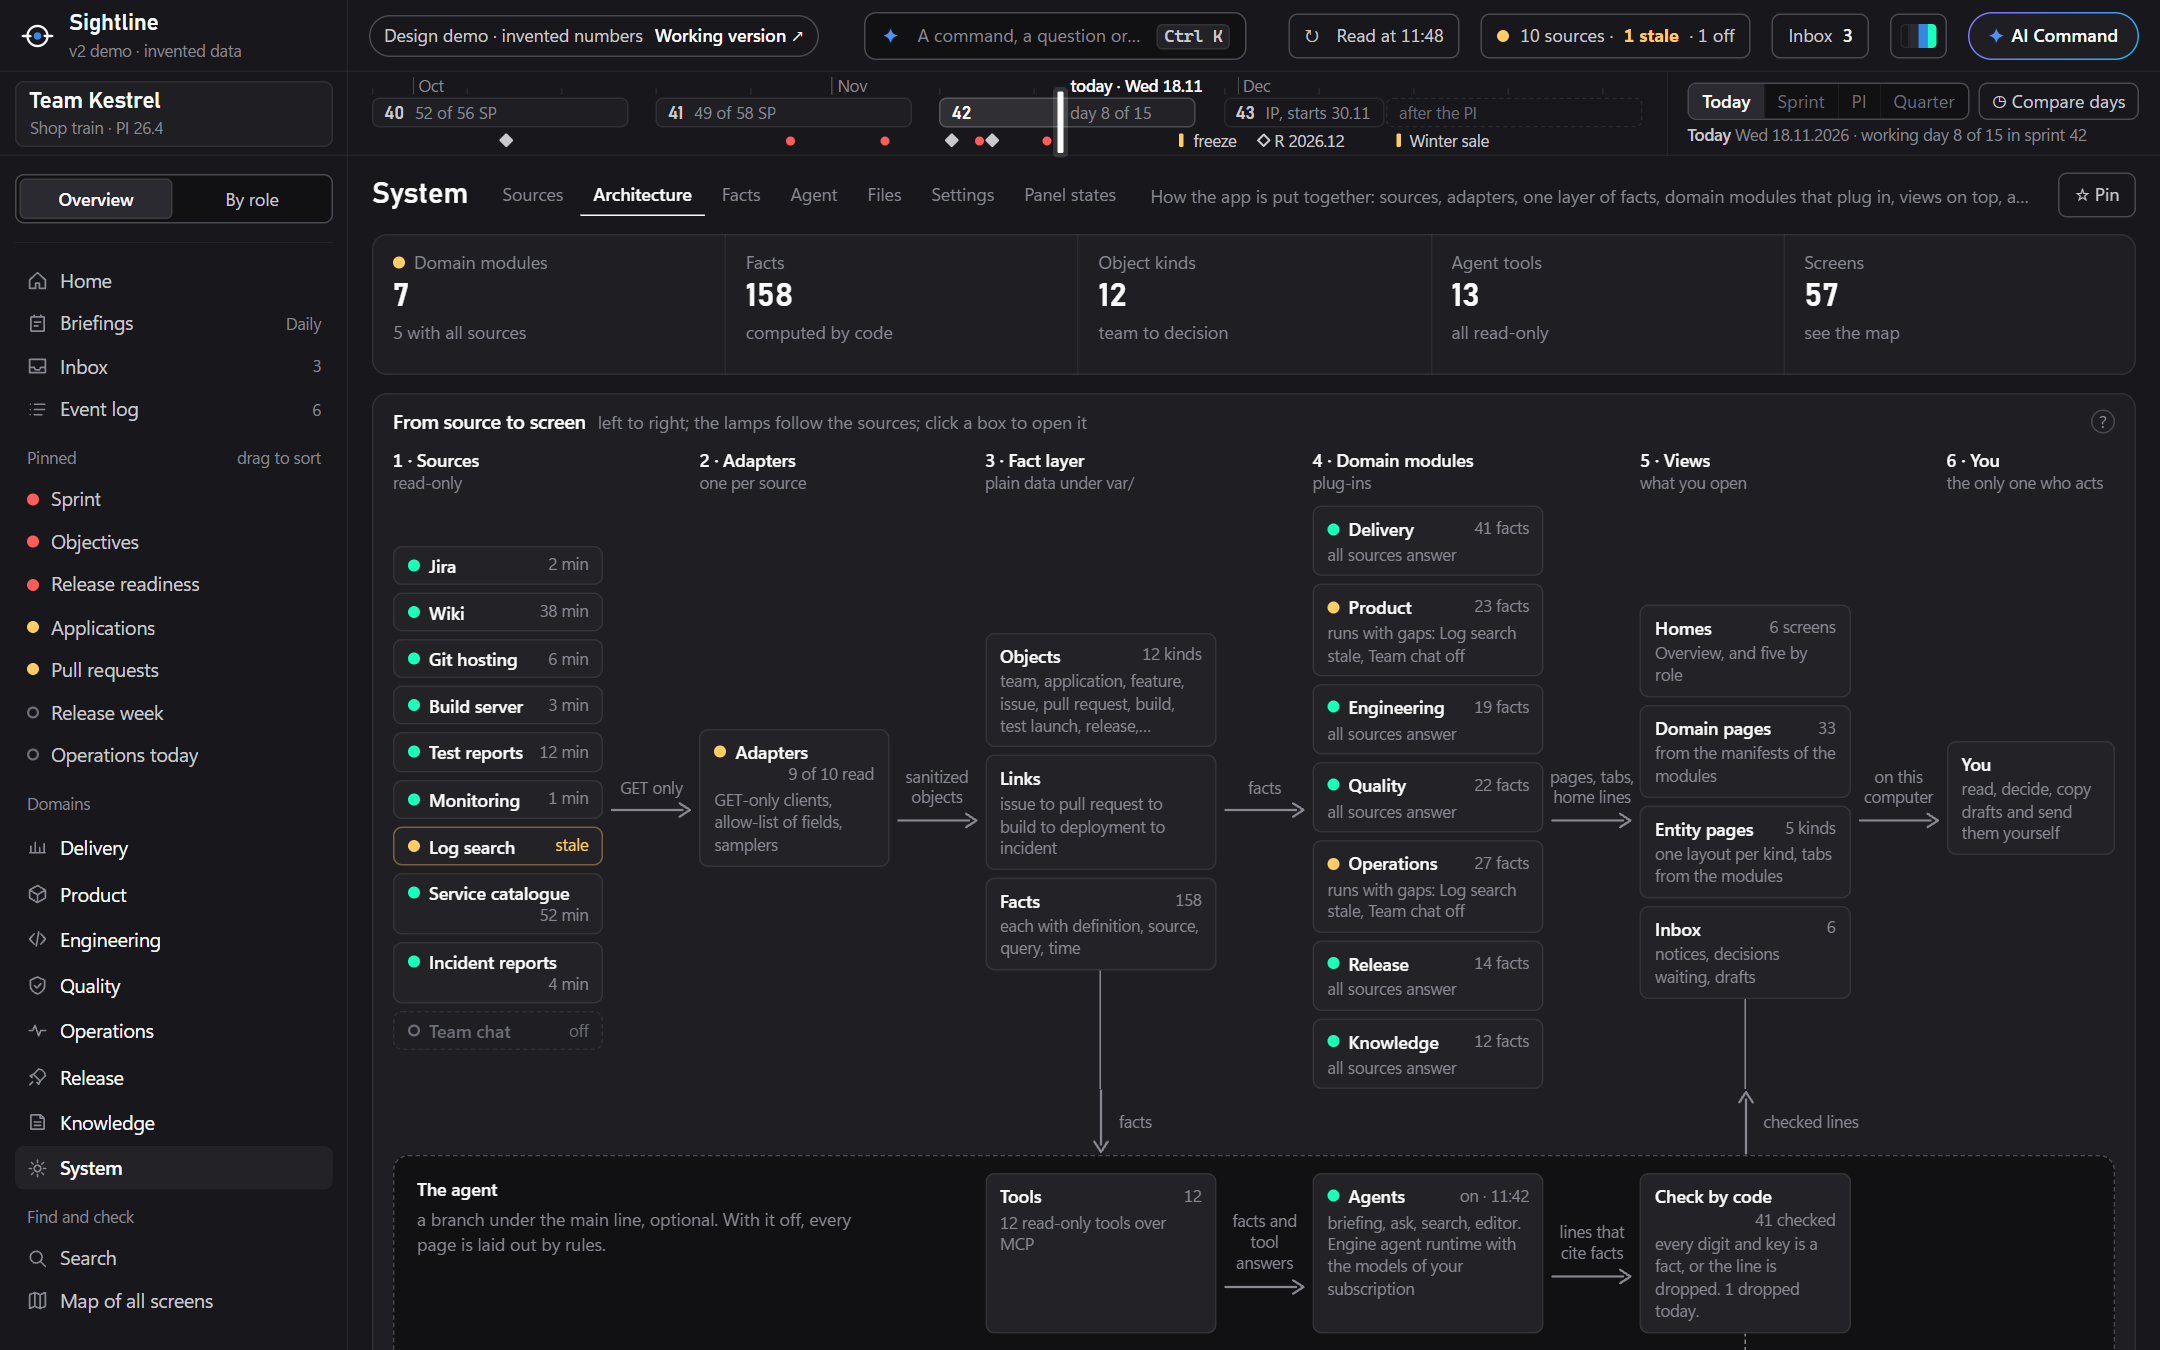 Sightline
v2 demo · invented data
Design demo · invented numbers Working version ↗
A command, a question or... Ctrl K
Read at 11:48
10 sources · 1 stale · 1 off
Inbox 3
AI Command
Team Kestrel
Shop train · PI 26.4
Oct
Nov
today · Wed 18.11
Dec
40 52 of 56 SP
41 49 of 58 SP
42 day 8 of 15
43 IP, starts 30.11
after the PI
freeze
R 2026.12
Winter sale
Today Sprint PI Quarter
Compare days
Today Wed 18.11.2026 · working day 8 of 15 in sprint 42
Overview By role
Home
Briefings Daily
Inbox 3
Event log 6
Pinned drag to sort
Sprint
Objectives
Release readiness
Applications
Pull requests
Release week
Operations today
Domains
Delivery
Product
Engineering
Quality
Operations
Release
Knowledge
System
Find and check
Search
Map of all screens
System Sources Architecture Facts Agent Files Settings Panel states
How the app is put together: sources, adapters, one layer of facts, domain modules that plug in, views on top, a...
☆ Pin
Domain modules
7
5 with all sources
Facts
158
computed by code
Object kinds
12
team to decision
Agent tools
13
all read-only
Screens
57
see the map
From source to screen left to right; the lamps follow the sources; click a box to open it
?
1 · Sources
read-only
Jira 2 min
Wiki 38 min
Git hosting 6 min
Build server 3 min
Test reports 12 min
Monitoring 1 min
Log search stale
Service catalogue
52 min
Incident reports
4 min
Team chat off
GET only
2 · Adapters
one per source
Adapters
9 of 10 read
GET-only clients,
allow-list of fields,
samplers
sanitized
objects
3 · Fact layer
plain data under var/
Objects 12 kinds
team, application, feature,
issue, pull request, build,
test launch, release,...
Links
issue to pull request to
build to deployment to
incident
Facts 158
each with definition, source,
query, time
facts
facts
4 · Domain modules
plug-ins
Delivery 41 facts
all sources answer
Product 23 facts
runs with gaps: Log search
stale, Team chat off
Engineering 19 facts
all sources answer
Quality 22 facts
all sources answer
Operations 27 facts
runs with gaps: Log search
stale, Team chat off
Release 14 facts
all sources answer
Knowledge 12 facts
all sources answer
pages, tabs,
home lines
5 · Views
what you open
Homes 6 screens
Overview, and five by
role
Domain pages 33
from the manifests of the
modules
Entity pages 5 kinds
one layout per kind, tabs
from the modules
Inbox 6
notices, decisions
waiting, drafts
on this
computer
checked lines
6 · You
the only one who acts
You
read, decide, copy
drafts and send
them yourself
The agent
a branch under the main line, optional. With it off, every
page is laid out by rules.
Tools 12
12 read-only tools over
MCP
facts and
tool
answers
Agents on · 11:42
briefing, ask, search, editor.
Engine agent runtime with
the models of your
subscription
lines that
cite facts
Check by code
41 checked
every digit and key is a
fact, or the line is
dropped. 1 dropped
today.